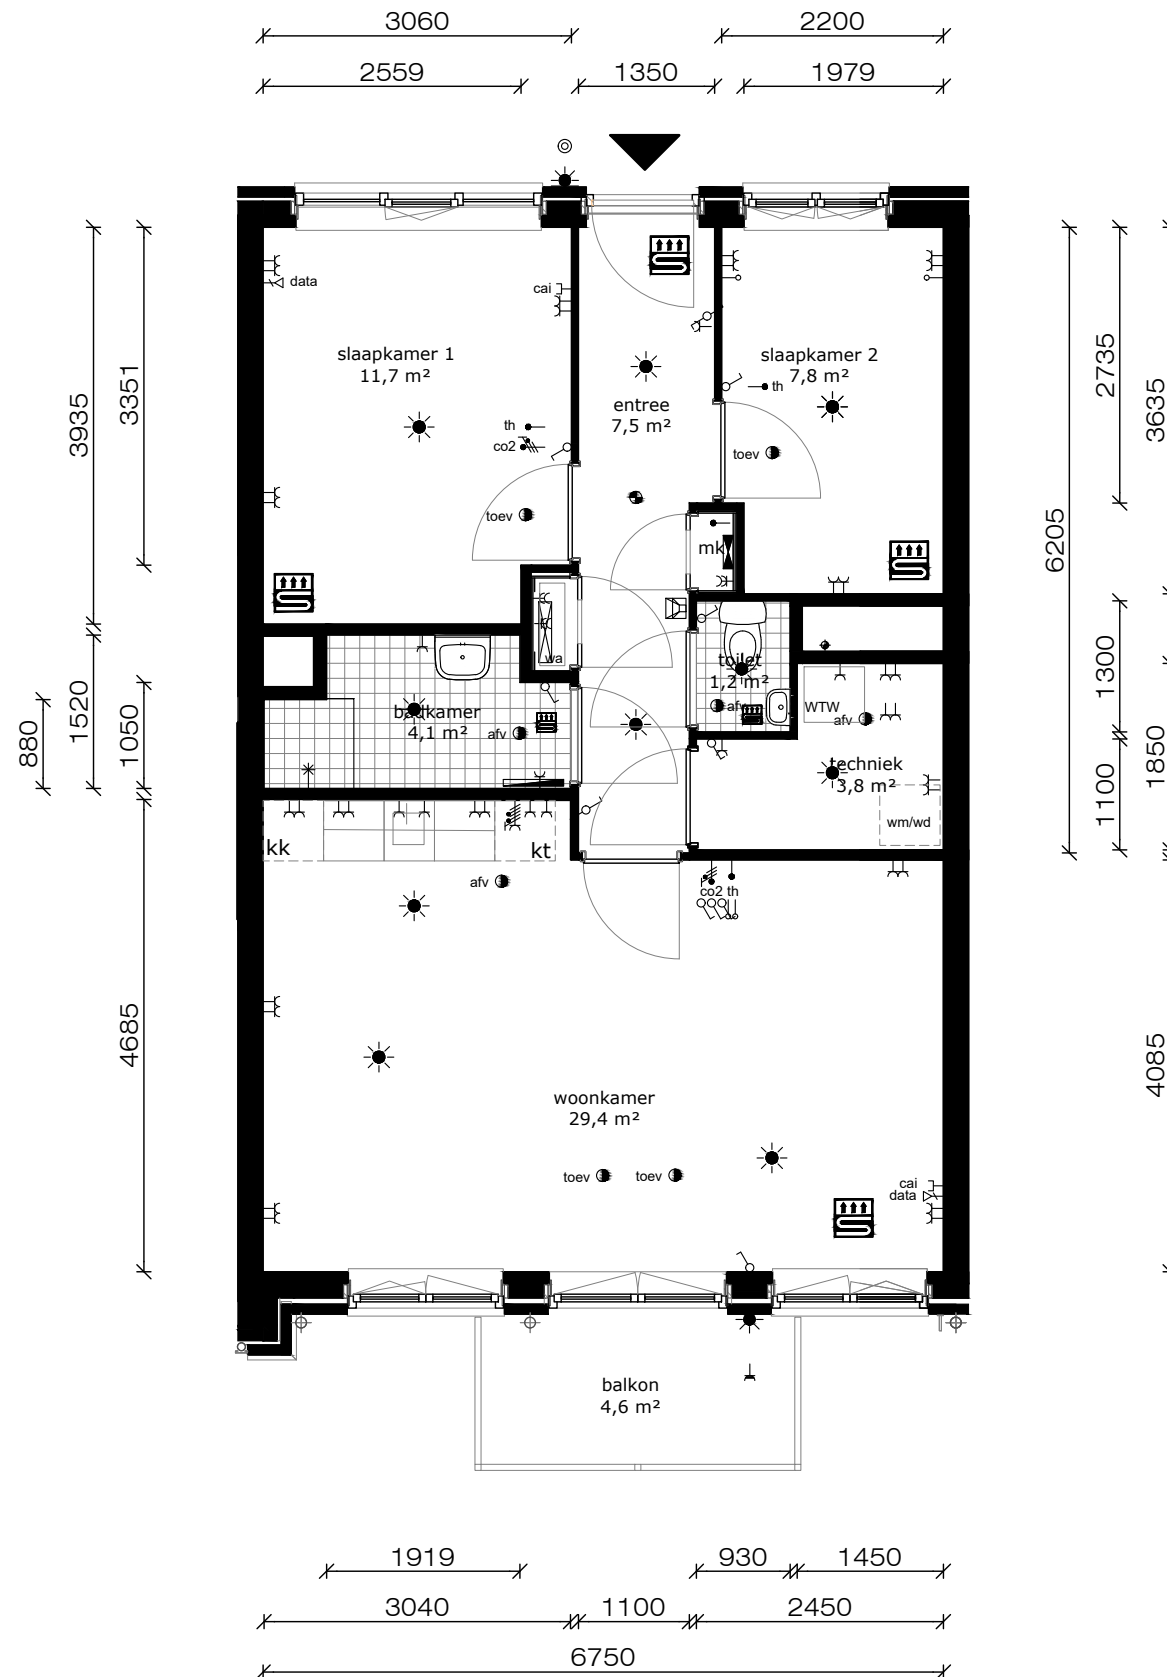 3060
2200
2559
1350
1979
data
cai
slaapkamer 1
11,7 m²
slaapkamer 2
7,8 m²
entree
7,5 m²
th
th
co2
toev
toev
mk
wa
toilet
1,2 m²
afv
WTW
afv
badkamer
4,1 m²
afv
techniek
3,8 m²
wm/wd
kk
kt
afv
co2 th
woonkamer
29,4 m²
toev
toev
cai
data
balkon
4,6 m²
3935
3351
880
1520
1050
4685
6205
2735
3635
1300
1100
1850
4085
1919
930
1450
3040
1100
2450
6750